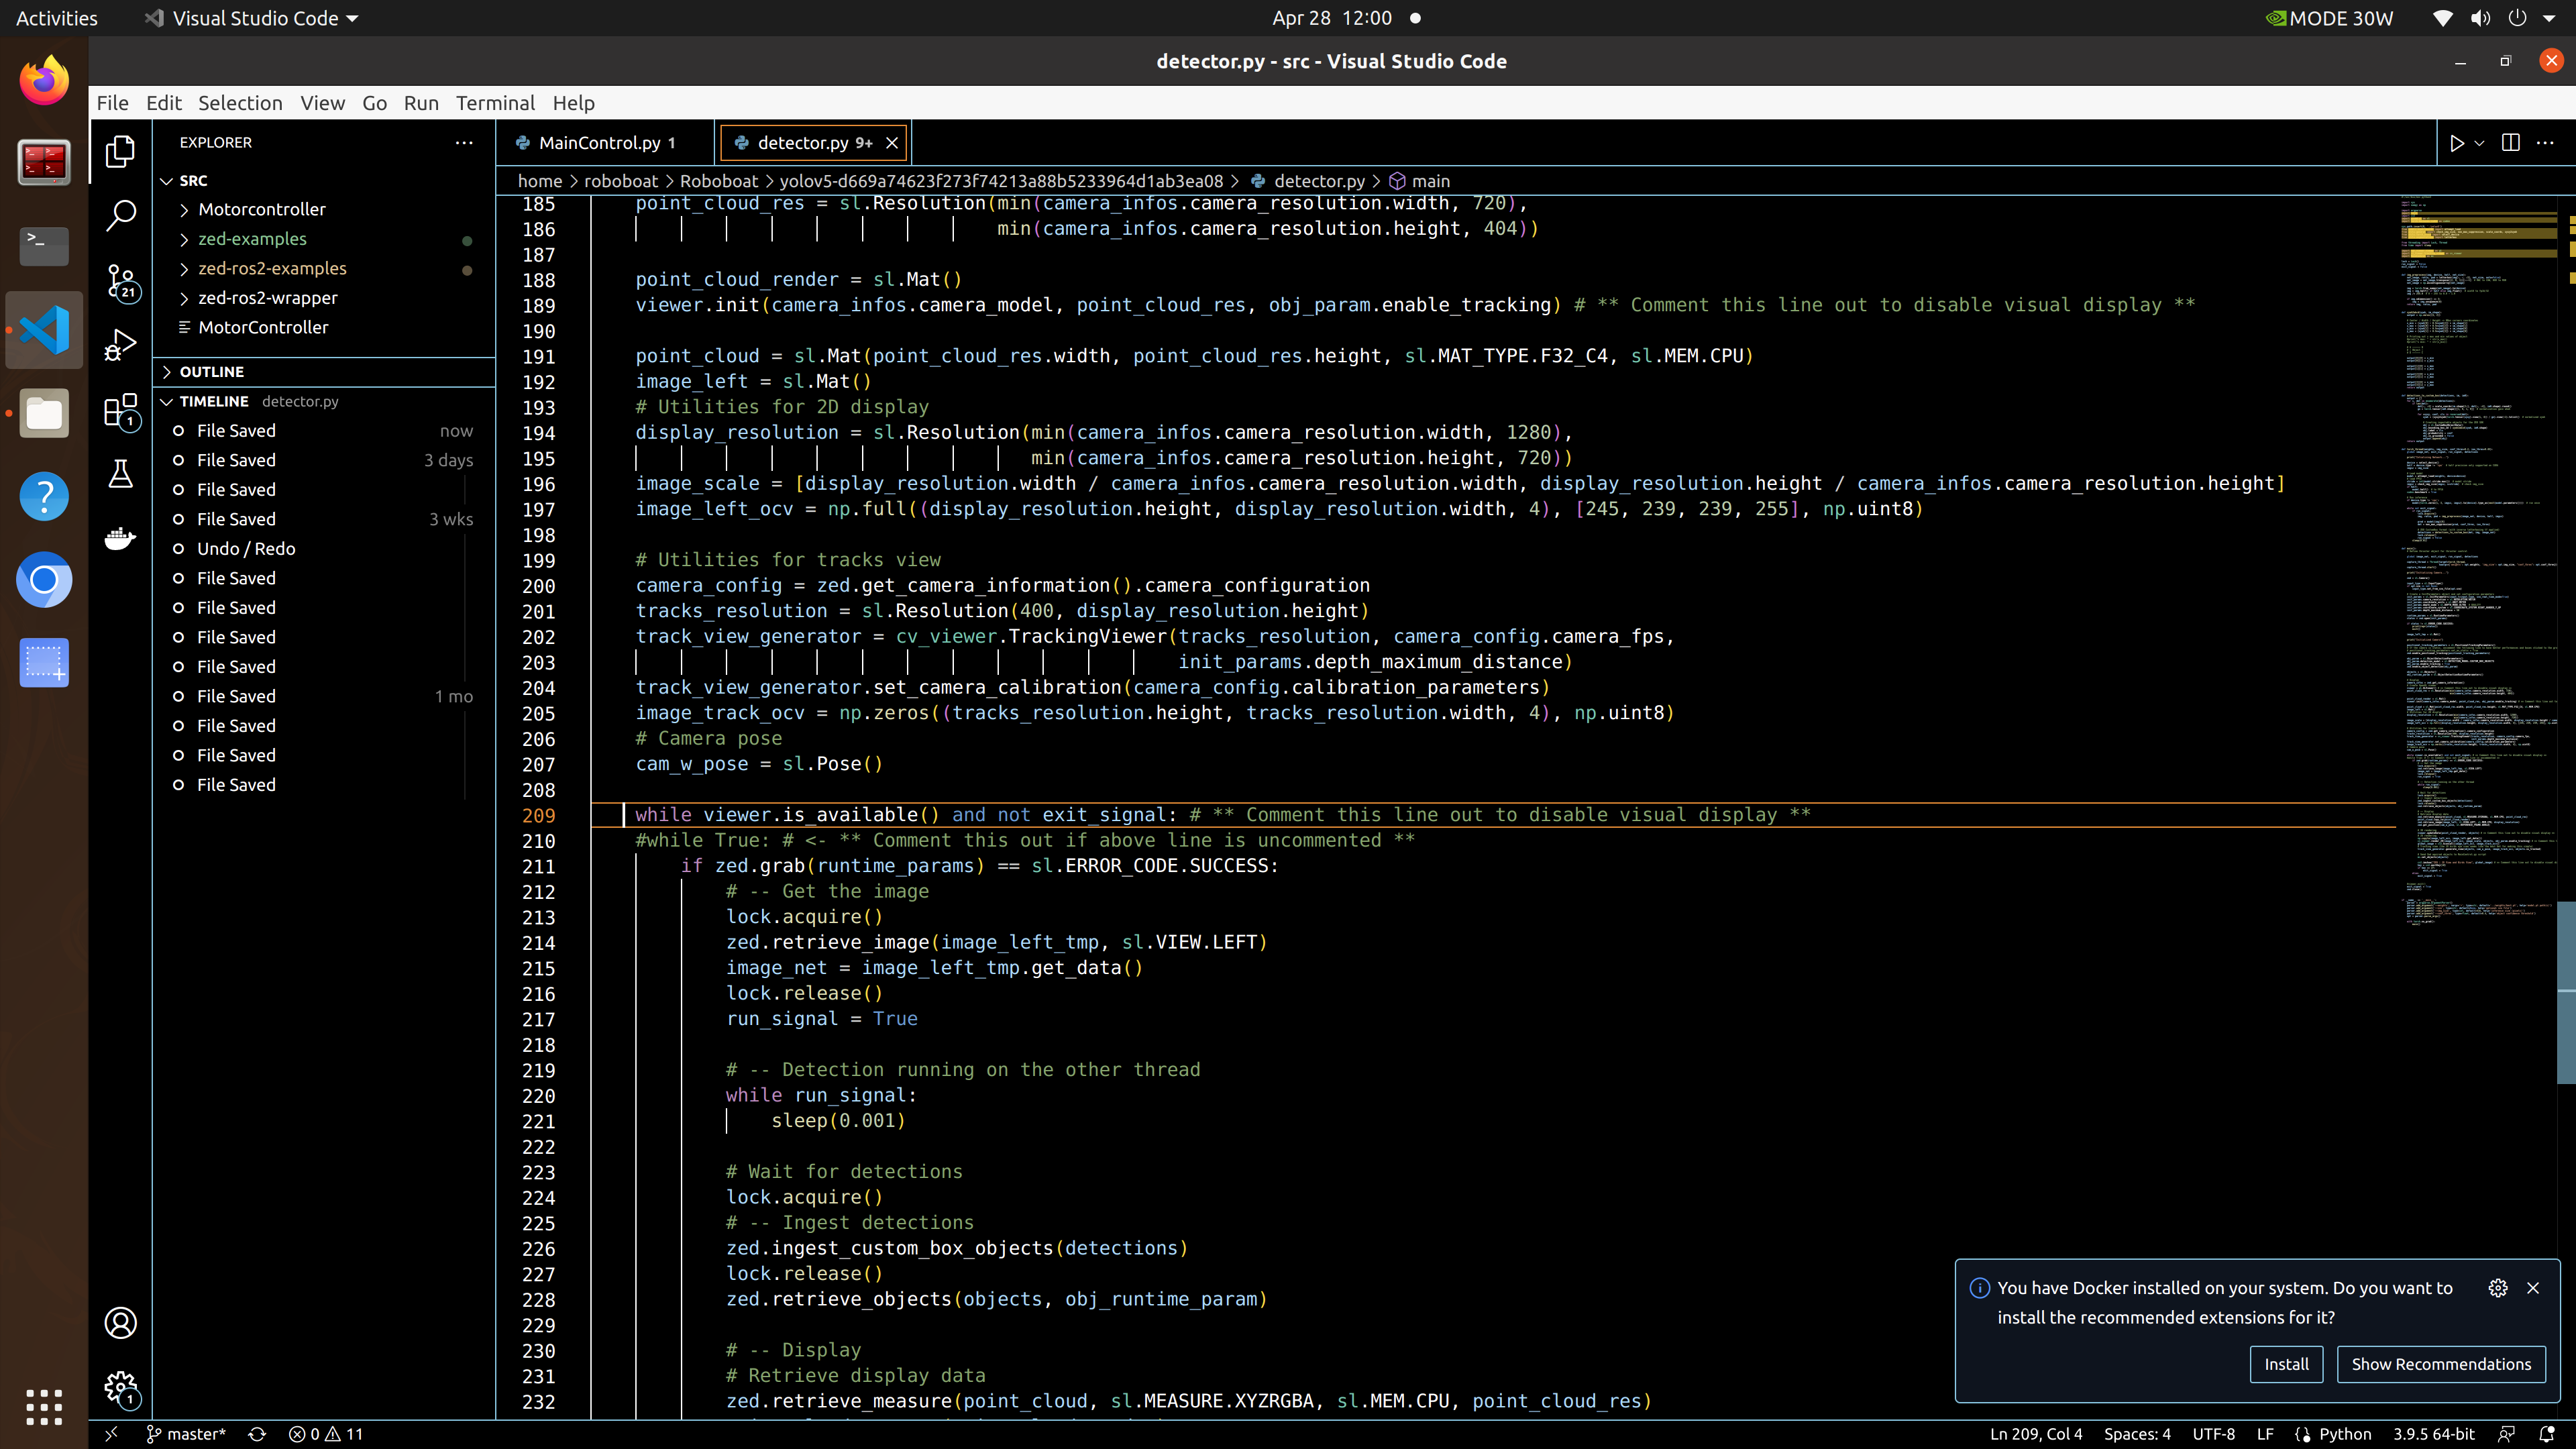 Activities
Visual Studio Code
Apr 28 12:00
MODE 30W
detector.py - src - Visual Studio Code
File Edit Selection View Go Run Terminal Help
EXPLORER
SRC
Motorcontroller
zed-examples
zed-ros2-examples
zed-ros2-wrapper
MotorController
OUTLINE
TIMELINE detector.py
File Saved now
File Saved 3 days
File Saved
File Saved 3 wks
Undo / Redo
File Saved
File Saved
File Saved
File Saved
File Saved 1 mo
File Saved
File Saved
File Saved
21
1
1
MainControl.py 1
detector.py 9+
home > roboboat > Roboboat > yolov5-d669a74623f273f74213a88b5233964d1ab3ea08 > detector.py > main
185 point_cloud_res = sl.Resolution(min(camera_infos.camera_resolution.width, 720),
186 min(camera_infos.camera_resolution.height, 404))
187
188 point_cloud_render = sl.Mat()
189 viewer.init(camera_infos.camera_model, point_cloud_res, obj_param.enable_tracking) # ** Comment this line out to disable visual display **
190
191 point_cloud = sl.Mat(point_cloud_res.width, point_cloud_res.height, sl.MAT_TYPE.F32_C4, sl.MEM.CPU)
192 image_left = sl.Mat()
193 # Utilities for 2D display
194 display_resolution = sl.Resolution(min(camera_infos.camera_resolution.width, 1280),
195 min(camera_infos.camera_resolution.height, 720))
196 image_scale = [display_resolution.width / camera_infos.camera_resolution.width, display_resolution.height / camera_infos.camera_resolution.height]
197 image_left_ocv = np.full((display_resolution.height, display_resolution.width, 4), [245, 239, 239, 255], np.uint8)
198
199 # Utilities for tracks view
200 camera_config = zed.get_camera_information().camera_configuration
201 tracks_resolution = sl.Resolution(400, display_resolution.height)
202 track_view_generator = cv_viewer.TrackingViewer(tracks_resolution, camera_config.camera_fps,
203 init_params.depth_maximum_distance)
204 track_view_generator.set_camera_calibration(camera_config.calibration_parameters)
205 image_track_ocv = np.zeros((tracks_resolution.height, tracks_resolution.width, 4), np.uint8)
206 # Camera pose
207 cam_w_pose = sl.Pose()
208
209 while viewer.is_available() and not exit_signal: # ** Comment this line out to disable visual display **
210 #while True: # <- ** Comment this out if above line is uncommented **
211 if zed.grab(runtime_params) == sl.ERROR_CODE.SUCCESS:
212 # -- Get the image
213 lock.acquire()
214 zed.retrieve_image(image_left_tmp, sl.VIEW.LEFT)
215 image_net = image_left_tmp.get_data()
216 lock.release()
217 run_signal = True
218
219 # -- Detection running on the other thread
220 while run_signal:
221 sleep(0.001)
222
223 # Wait for detections
224 lock.acquire()
225 # -- Ingest detections
226 zed.ingest_custom_box_objects(detections)
227 lock.release()
228 zed.retrieve_objects(objects, obj_runtime_param)
229
230 # -- Display
231 # Retrieve display data
232 zed.retrieve_measure(point_cloud, sl.MEASURE.XYZRGBA, sl.MEM.CPU, point_cloud_res)
You have Docker installed on your system. Do you want to
install the recommended extensions for it?
Install
Show Recommendations
master*
0
11
Ln 209, Col 4
Spaces: 4
UTF-8
LF
Python
3.9.5 64-bit